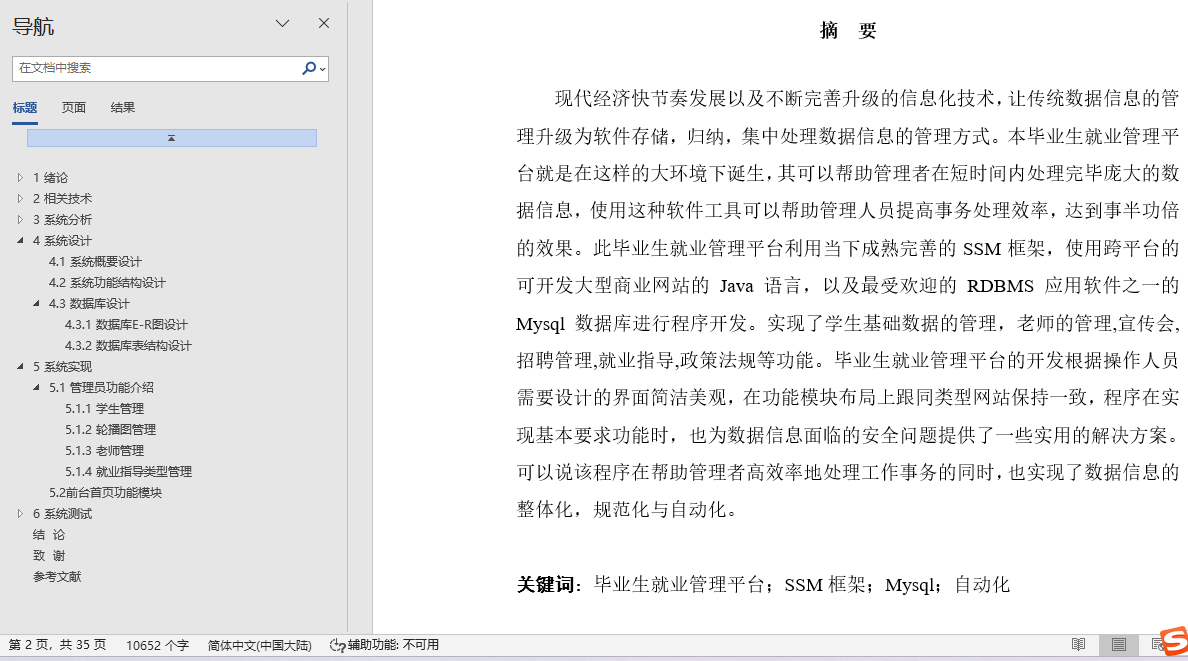 导航
在文档中搜索
标题 页面 结果
1 绪论
2 相关技术
3 系统分析
4 系统设计
4.1 系统概要设计
4.2 系统功能结构设计
4.3 数据库设计
4.3.1 数据库E-R图设计
4.3.2 数据库表结构设计
5 系统实现
5.1 管理员功能介绍
5.1.1 学生管理
5.1.2 轮播图管理
5.1.3 老师管理
5.1.4 就业指导类型管理
5.2前台首页功能模块
6 系统测试
结 论
致 谢
参考文献
摘 要
现代经济快节奏发展以及不断完善升级的信息化技术，让传统数据信息的管
理升级为软件存储，归纳，集中处理数据信息的管理方式。本毕业生就业管理平
台就是在这样的大环境下诞生，其可以帮助管理者在短时间内处理完毕庞大的数
据信息，使用这种软件工具可以帮助管理人员提高事务处理效率，达到事半功倍
的效果。此毕业生就业管理平台利用当下成熟完善的 SSM 框架，使用跨平台的
可开发大型商业网站的 Java 语言，以及最受欢迎的 RDBMS 应用软件之一的
Mysql 数据库进行程序开发。实现了学生基础数据的管理，老师的管理,宣传会,
招聘管理,就业指导,政策法规等功能。毕业生就业管理平台的开发根据操作人员
需要设计的界面简洁美观，在功能模块布局上跟同类型网站保持一致，程序在实
现基本要求功能时，也为数据信息面临的安全问题提供了一些实用的解决方案。
可以说该程序在帮助管理者高效率地处理工作事务的同时，也实现了数据信息的
整体化，规范化与自动化。
关键词：毕业生就业管理平台；SSM 框架；Mysql；自动化
第 2 页，共 35 页 10652 个字 简体中文(中国大陆) 辅助功能: 不可用